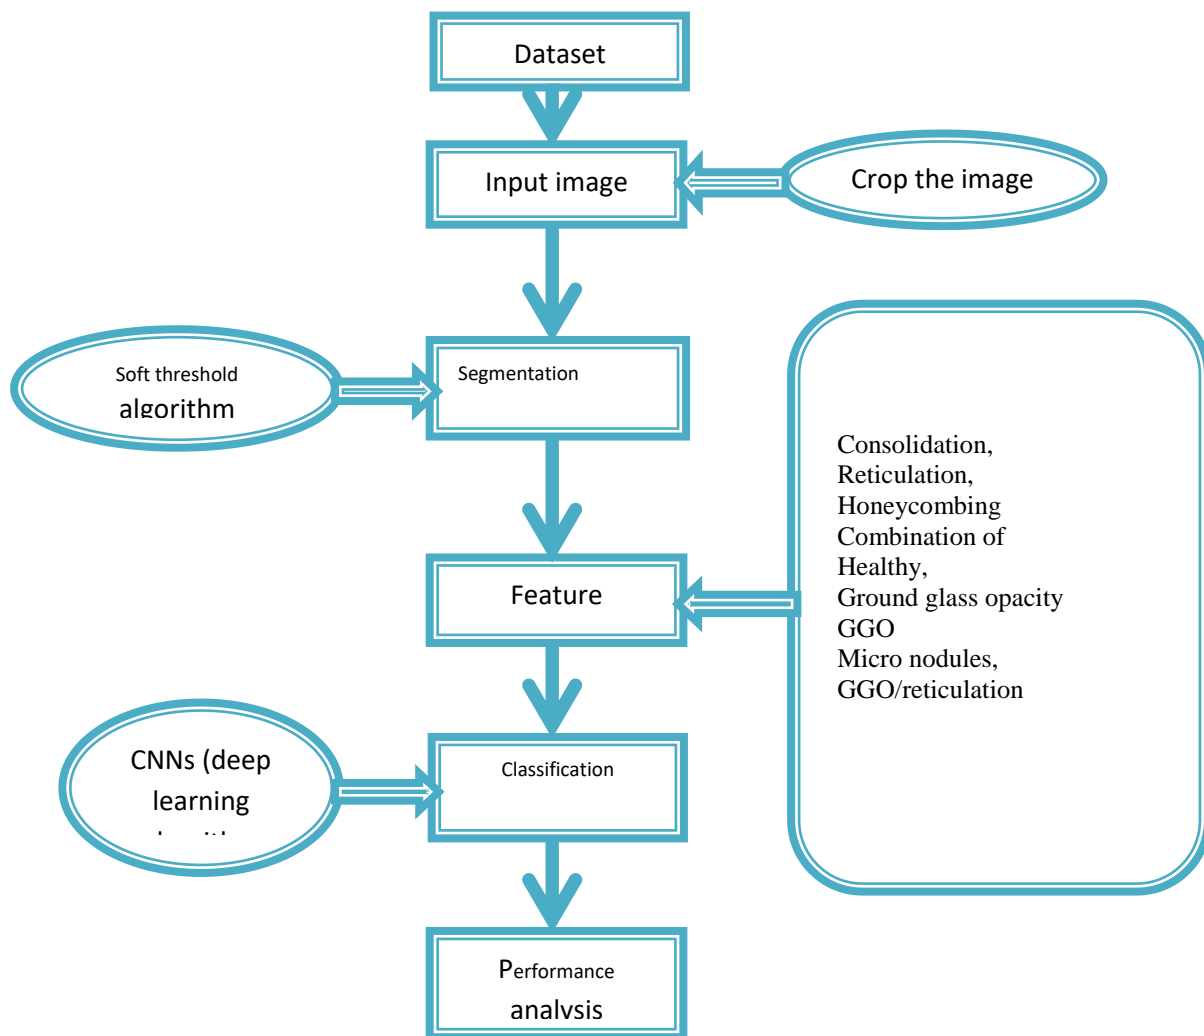 Dataset
Input image
Crop the image
Soft threshold
algorithm
Segmentation
Feature
Consolidation,
Reticulation,
Honeycombing
Combination of
Healthy,
Ground glass opacity
GGO
Micro nodules,
GGO/reticulation
CNNs (deep
learning
Classification
Performance
analysis